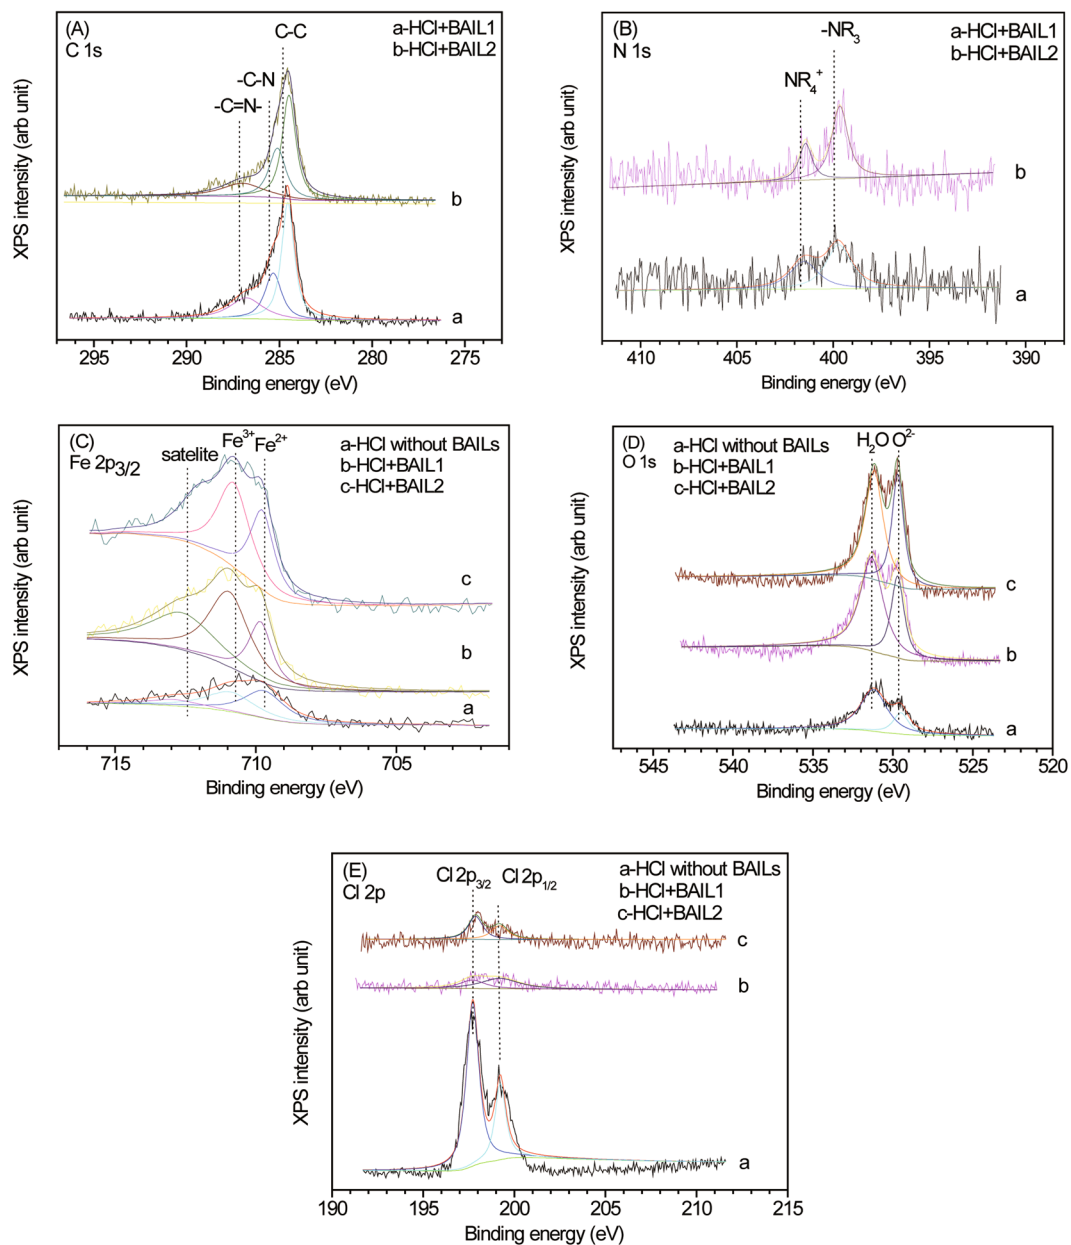 (A)
C 1s
C-C
-C-N
-C=N-
a-HCl+BAIL1
b-HCl+BAIL2
b
a
XPS intensity (arb unit)
295 290 285 280 275
Binding energy (eV)
(B)
N 1s
-NR3
NR4+
a-HCl+BAIL1
b-HCl+BAIL2
b
a
XPS intensity (arb unit)
410 405 400 395 390
Binding energy (eV)
(C)
Fe 2p3/2
satelite
Fe3+
Fe2+
a-HCl without BAILs
b-HCl+BAIL1
c-HCl+BAIL2
c
b
a
XPS intensity (arb unit)
715 710 705
Binding energy (eV)
(D)
O 1s
a-HCl without BAILs
b-HCl+BAIL1
c-HCl+BAIL2
H2O O2-
c
b
a
XPS intensity (arb unit)
545 540 535 530 525 520
Binding energy (eV)
(E)
Cl 2p
Cl 2p3/2 Cl 2p1/2
a-HCl without BAILs
b-HCl+BAIL1
c-HCl+BAIL2
c
b
a
XPS intensity (arb unit)
190 195 200 205 210 215
Binding energy (eV)